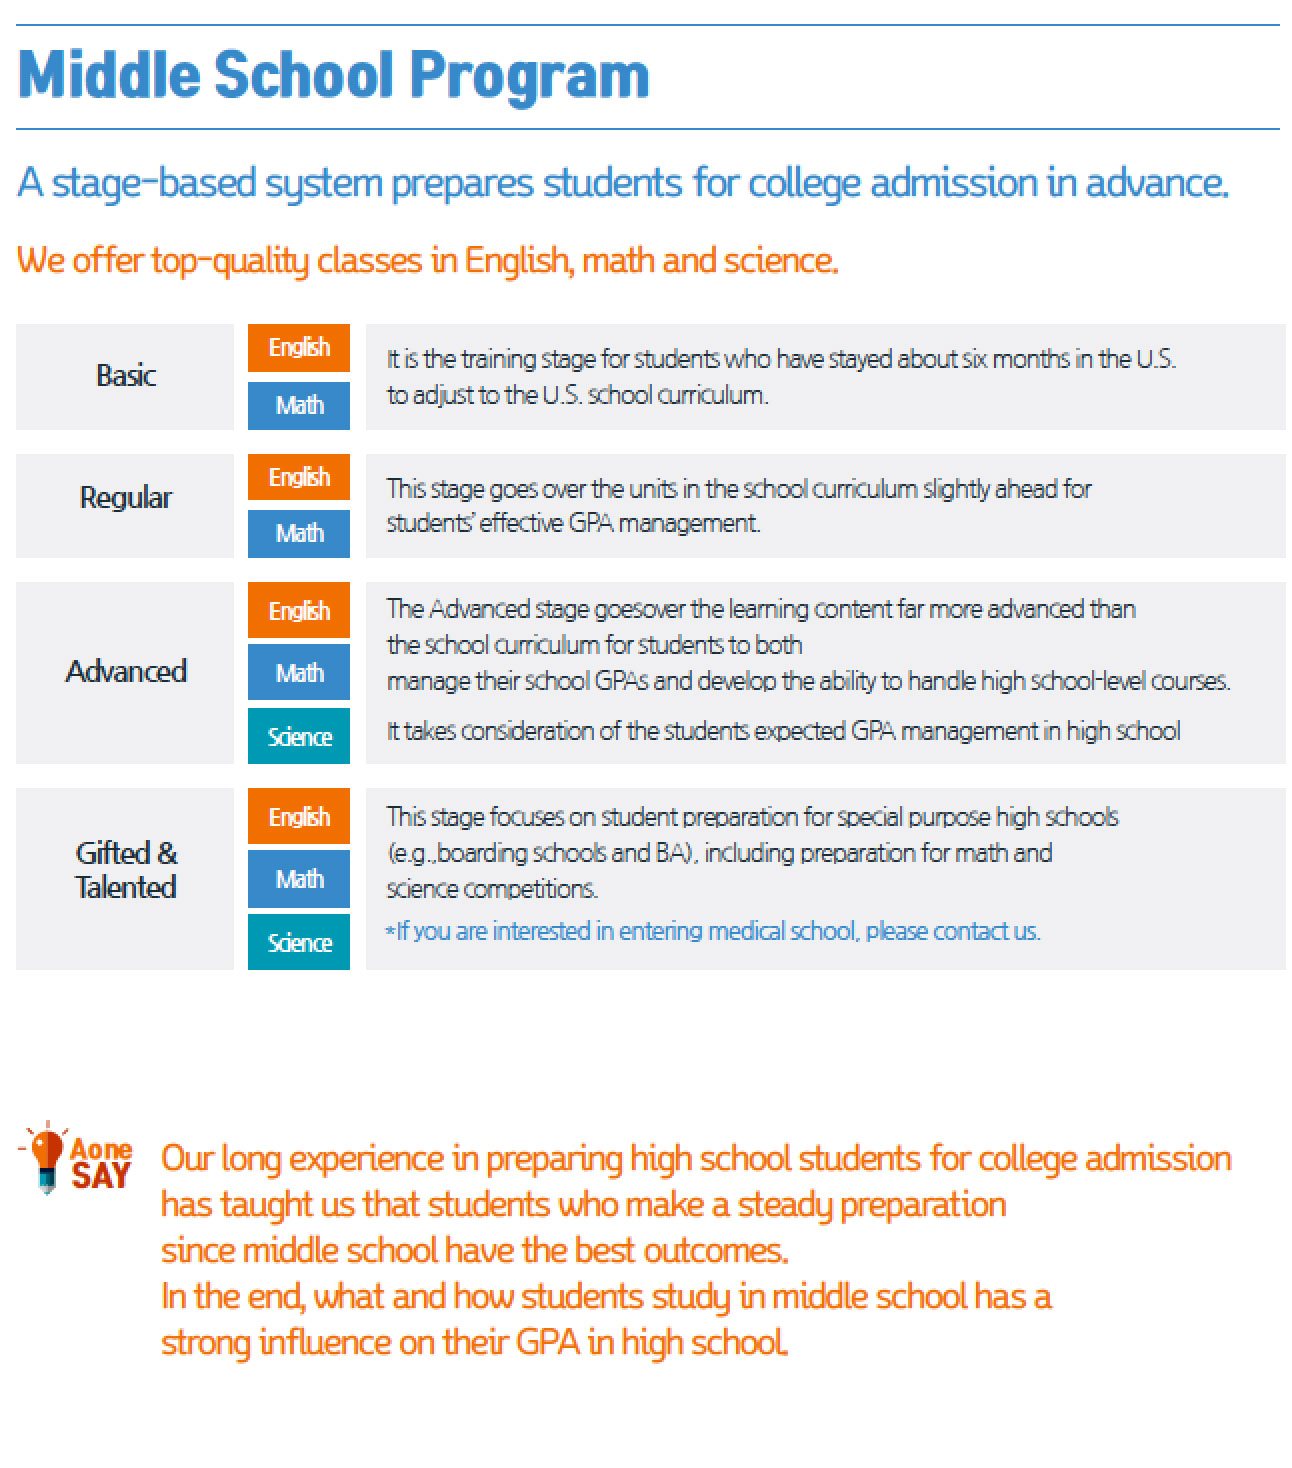 Middle School Program
A stage-based system prepares students for college admission in advance.
We offer top-quality classes in English, math and science.
Basic
English
Math
It is the training stage for students who have stayed about six months in the U.S.
to adjust to the U.S. school curriculum.
Regular
English
Math
This stage goes over the units in the school curriculum slightly ahead for
students' effective GPA management.
Advanced
English
Math
Science
The Advanced stage goesover the learning content far more advanced than
the school curriculum for students to both
manage their school GPAs and develop the ability to handle high school-level courses.
It takes consideration of the students expected GPA management in high school
Gifted &
Talented
English
Math
Science
This stage focuses on student preparation for special purpose high schools
(e.g.,boarding schools and BA), including preparation for math and
science competitions.
*If you are interested in entering medical school, please contact us.
Aone
SAY
Our long experience in preparing high school students for college admission
has taught us that students who make a steady preparation
since middle school have the best outcomes.
In the end, what and how students study in middle school has a
strong influence on their GPA in high school.